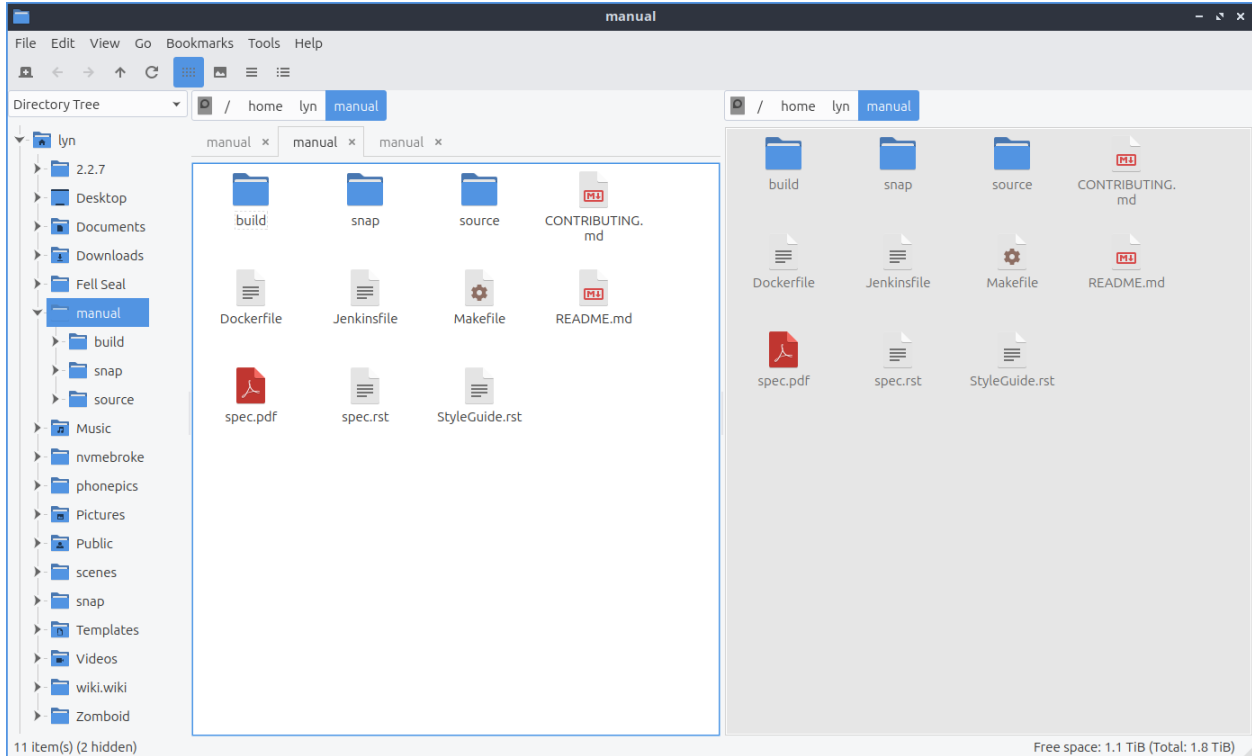 manual
File Edit View Go Bookmarks Tools Help
Directory Tree
/ home lyn manual
/ home lyn manual
lyn
2.2.7
Desktop
Documents
Downloads
Fell Seal
manual
build
snap
source
Music
nvmebroke
phonepics
Pictures
Public
scenes
snap
Templates
Videos
wiki.wiki
Zomboid
manual × manual × manual ×
build snap source CONTRIBUTING.
md
Dockerfile Jenkinsfile Makefile README.md
spec.pdf spec.rst StyleGuide.rst
build snap source CONTRIBUTING.
md
Dockerfile Jenkinsfile Makefile README.md
spec.pdf spec.rst StyleGuide.rst
11 item(s) (2 hidden)
Free space: 1.1 TiB (Total: 1.8 TiB)